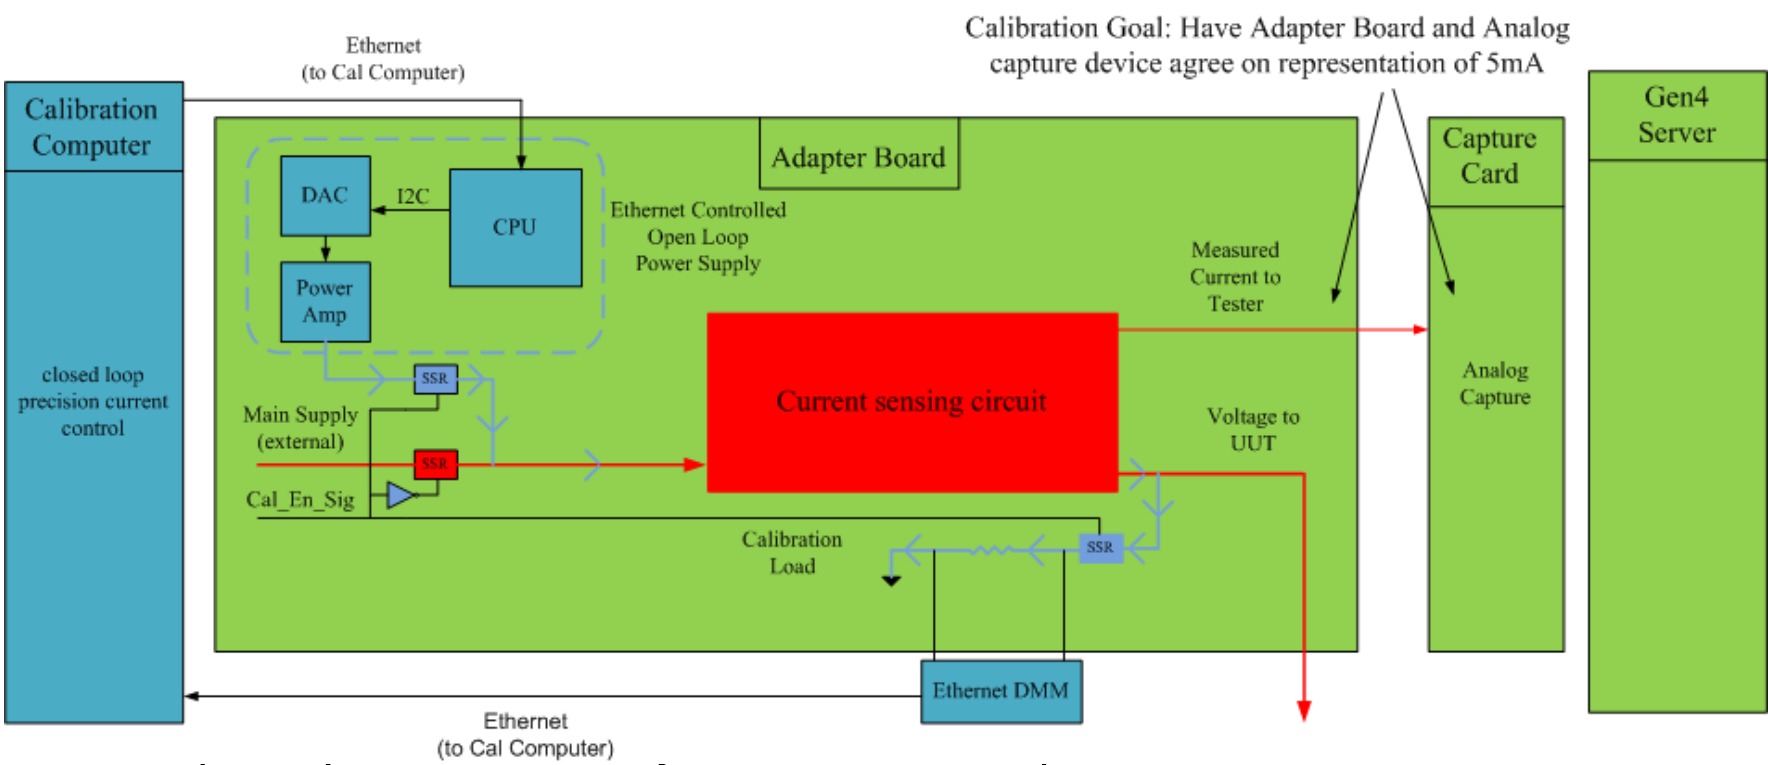 Calibration Goal: Have Adapter Board and Analog
capture device agree on representation of 5mA
Ethernet
(to Cal Computer)
Calibration
Computer
closed loop
precision current
control
Adapter Board
DAC
I2C
CPU
Power
Amp
Ethernet Controlled
Open Loop
Power Supply
SSR
Main Supply
(external)
SSR
Cal_En_Sig
Current sensing circuit
Measured
Current to
Tester
Voltage to
UUT
Calibration
Load
SSR
Ethernet DMM
Ethernet
(to Cal Computer)
Capture
Card
Analog
Capture
Gen4
Server